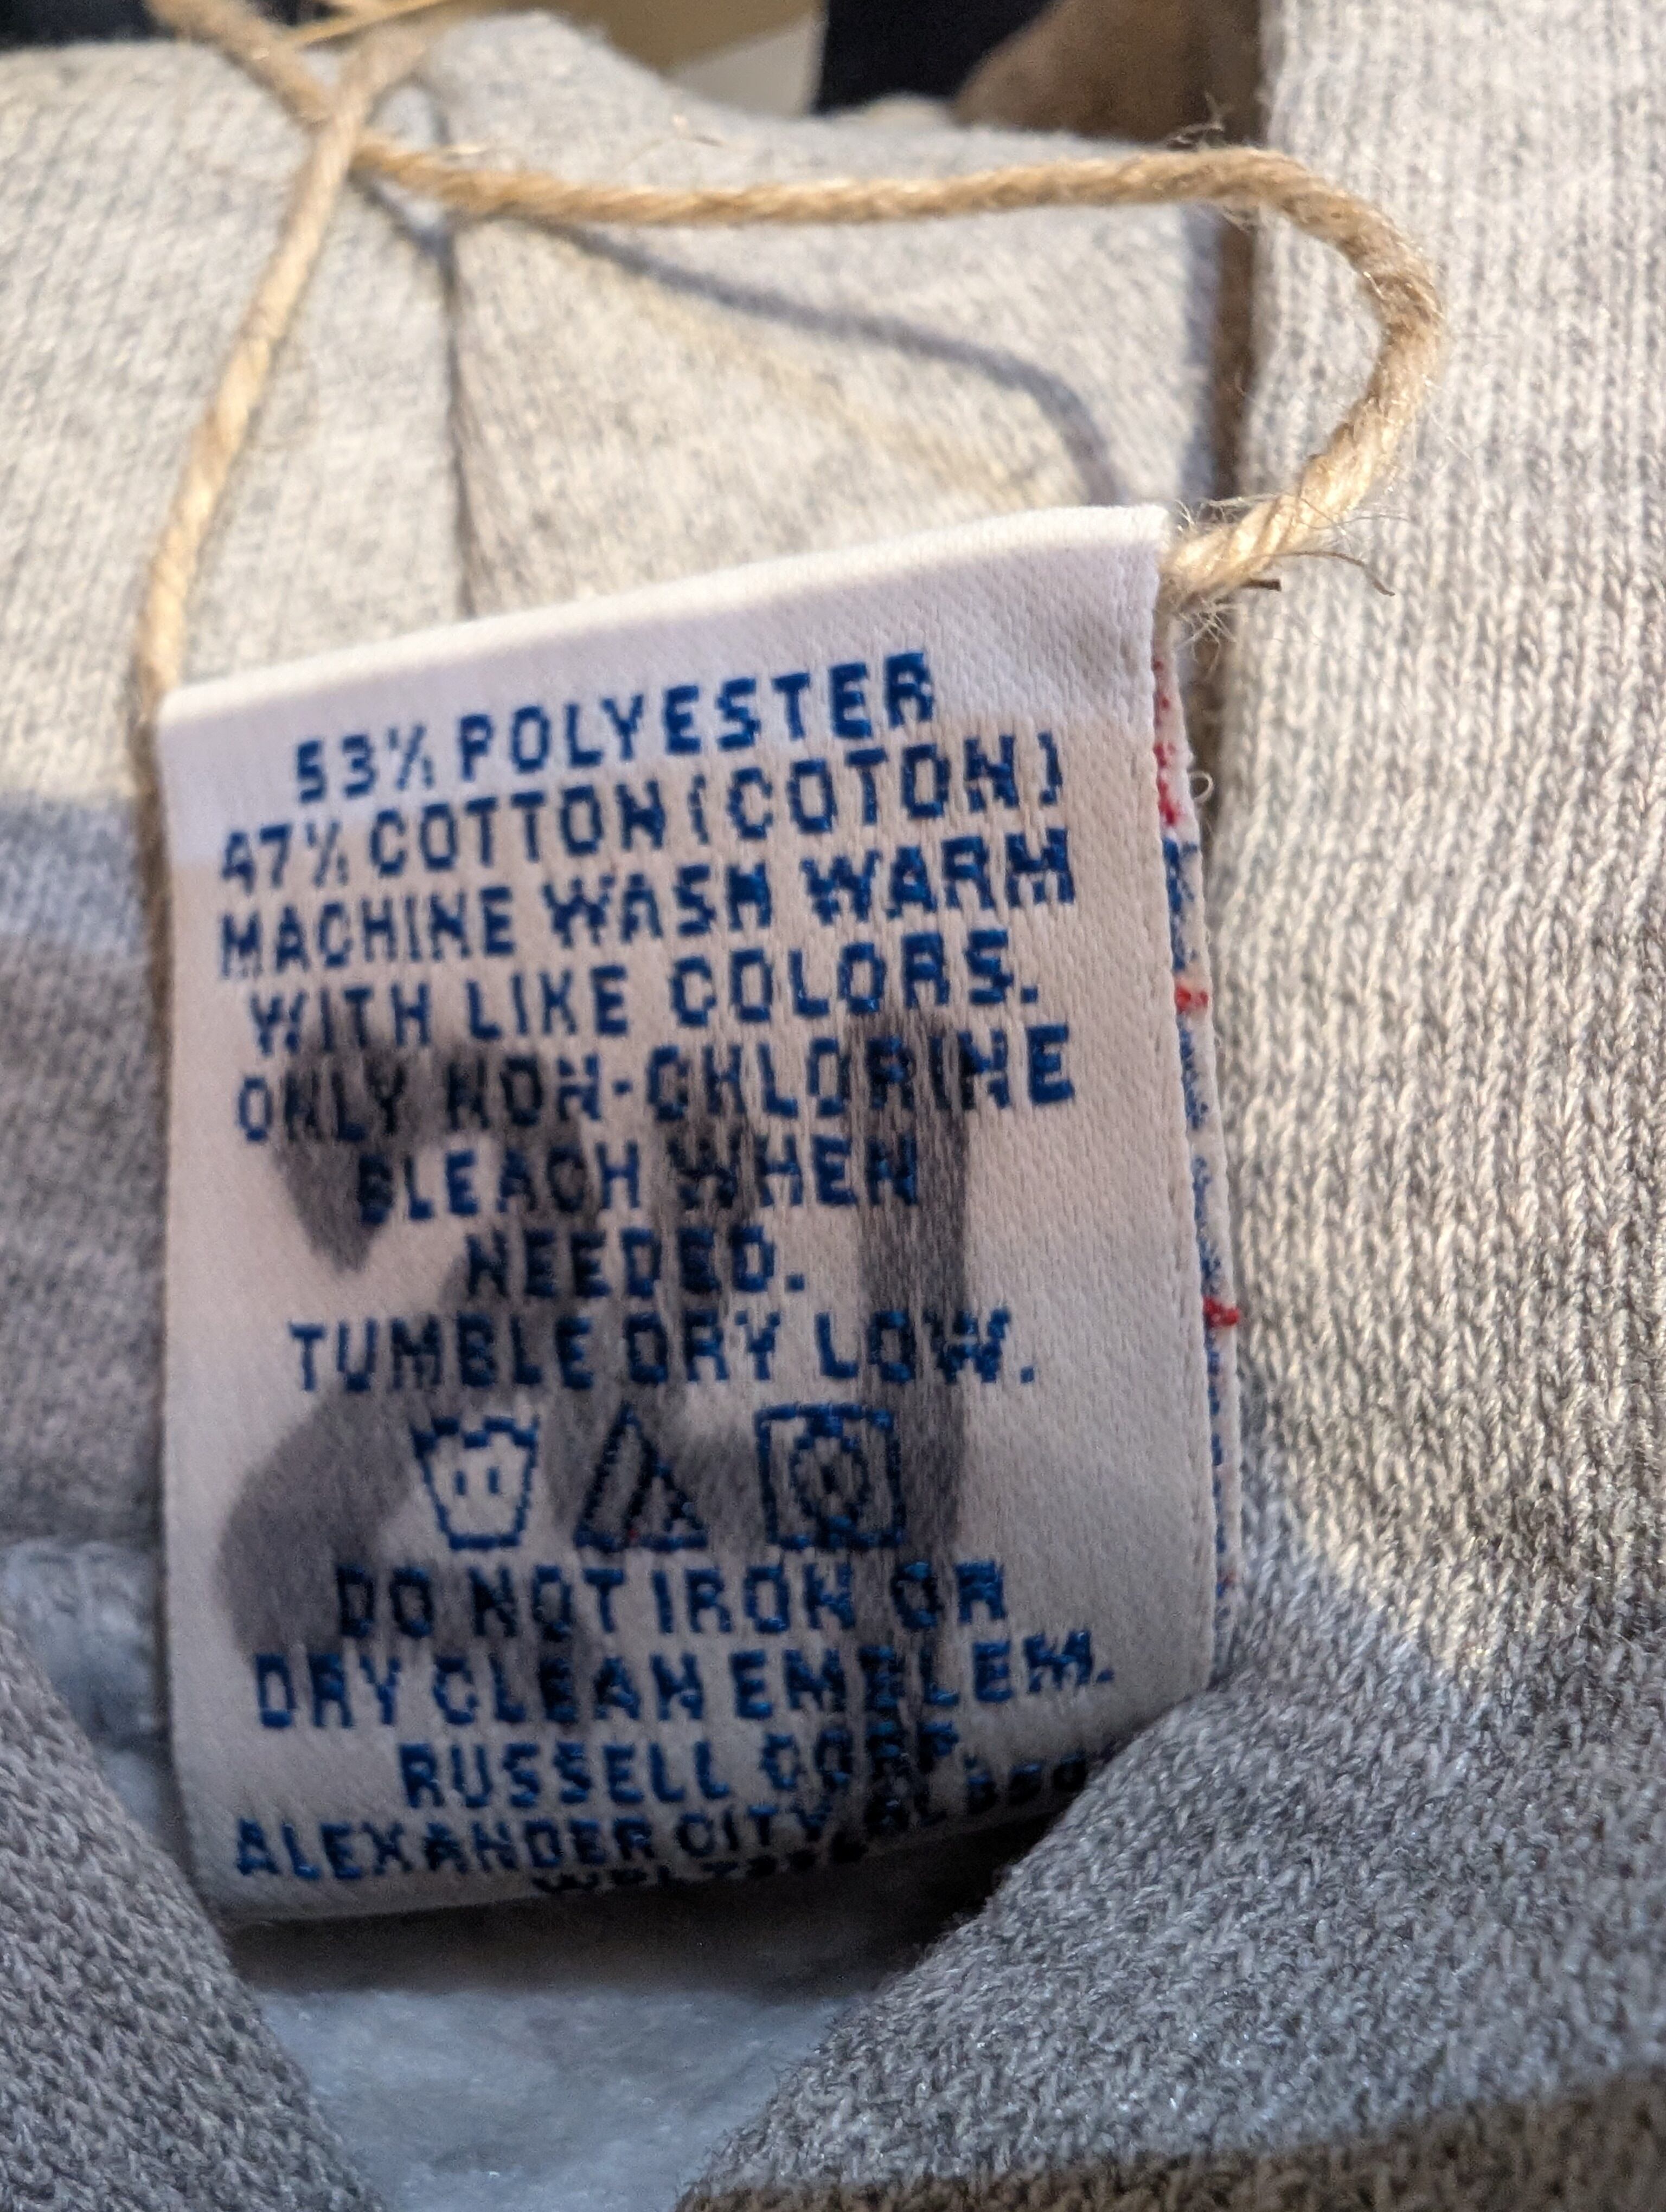 53% POLYESTER
47% COTTON (COTON)
MACHINE WASH WARM
WITH LIKE COLORS.
ONLY NON-CHLORINE
BLEACH WHEN
NEEDED.
TUMBLE DRY LOW.
DO NOT IRON OR
DRY CLEAN EMBLEM.
RUSSELL CORP.
ALEXANDER CITY, AL